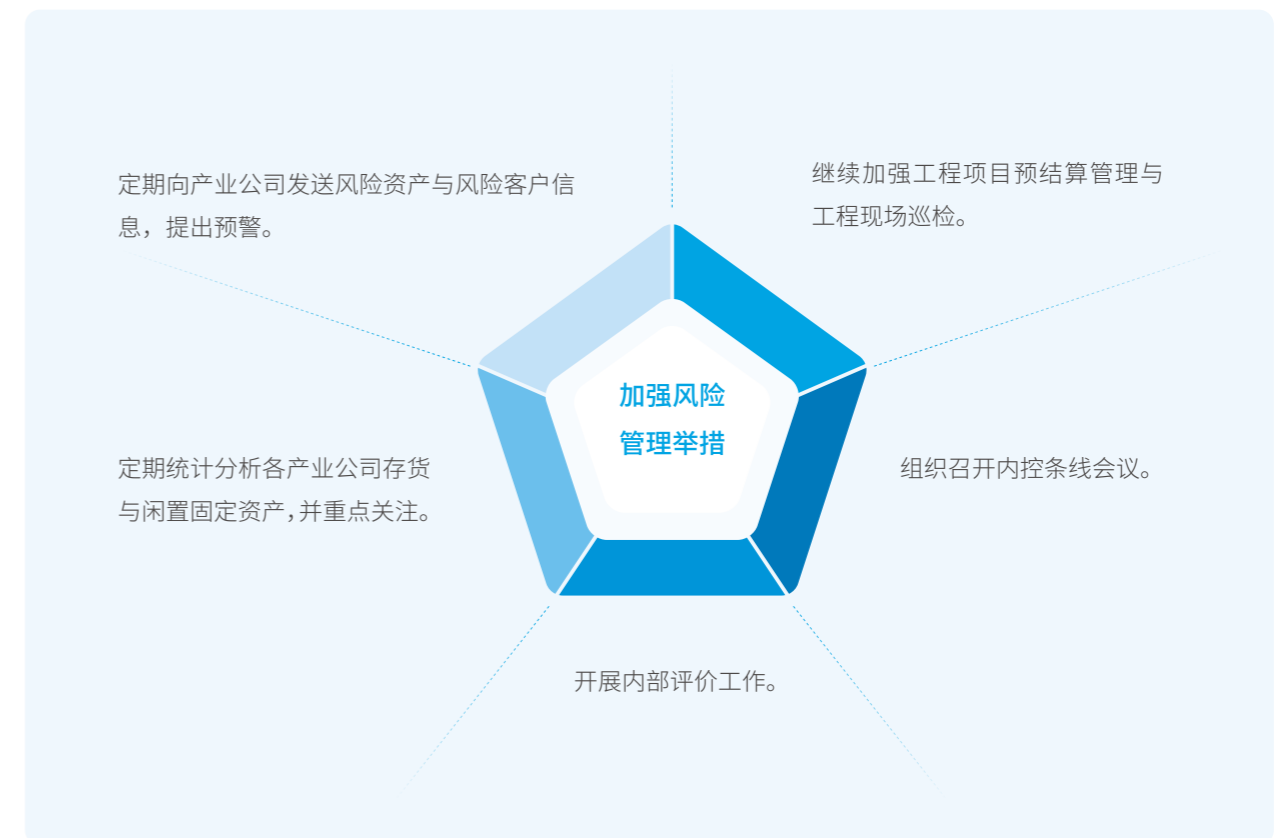 定期向产业公司发送风险资产与风险客户信
息，提出预警。
继续加强工程项目预结算管理与
工程现场巡检。
加强风险
管理举措
定期统计分析各产业公司存货
与闲置固定资产，并重点关注。
组织召开内控条线会议。
开展内部评价工作。